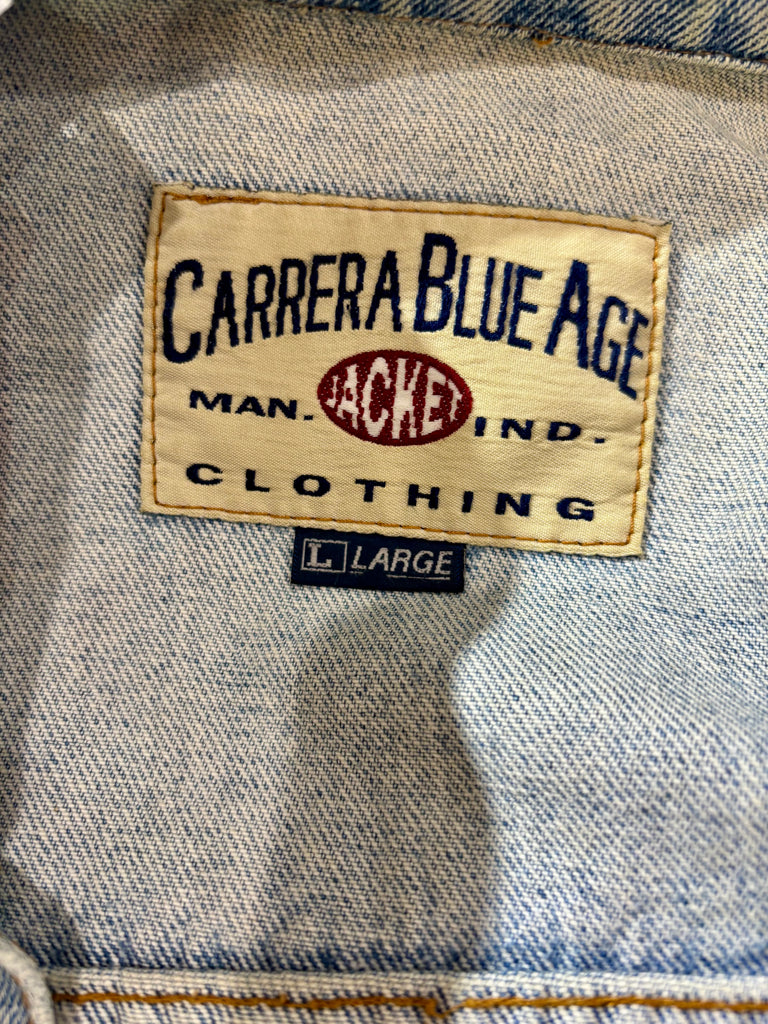 CARRERA BLUE AGE
MAN. JACKET IND.
CLOTHING
L LARGE